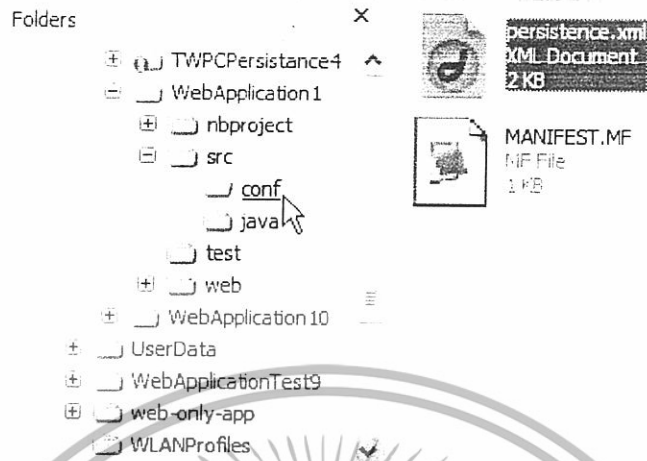 Folders
TWPCPersistance4
WebApplication1
nbproject
src
conf
java
test
web
WebApplication10
UserData
WebApplicationTest9
web-only-app
WLANProfiles
persistence.xml
XML Document
2 KB
MANIFEST.MF
MF File
1 KB